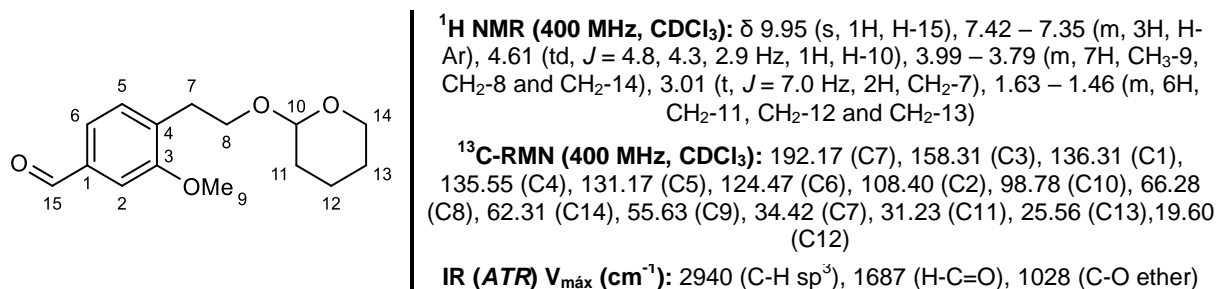 5
7
6
4
8
O
10
O
14
3
1
11
13
O
15
2
OMe
9
12
¹H NMR (400 MHz, CDCl₃): δ 9.95 (s, 1H, H-15), 7.42 – 7.35 (m, 3H, H-
Ar), 4.61 (td, J = 4.8, 4.3, 2.9 Hz, 1H, H-10), 3.99 – 3.79 (m, 7H, CH₃-9,
CH₂-8 and CH₂-14), 3.01 (t, J = 7.0 Hz, 2H, CH₂-7), 1.63 – 1.46 (m, 6H,
CH₂-11, CH₂-12 and CH₂-13)
¹³C-RMN (400 MHz, CDCl₃): 192.17 (C7), 158.31 (C3), 136.31 (C1),
135.55 (C4), 131.17 (C5), 124.47 (C6), 108.40 (C2), 98.78 (C10), 66.28
(C8), 62.31 (C14), 55.63 (C9), 34.42 (C7), 31.23 (C11), 25.56 (C13),19.60
(C12)
IR (ATR) Vmáx (cm⁻¹): 2940 (C-H sp³), 1687 (H-C=O), 1028 (C-O ether)